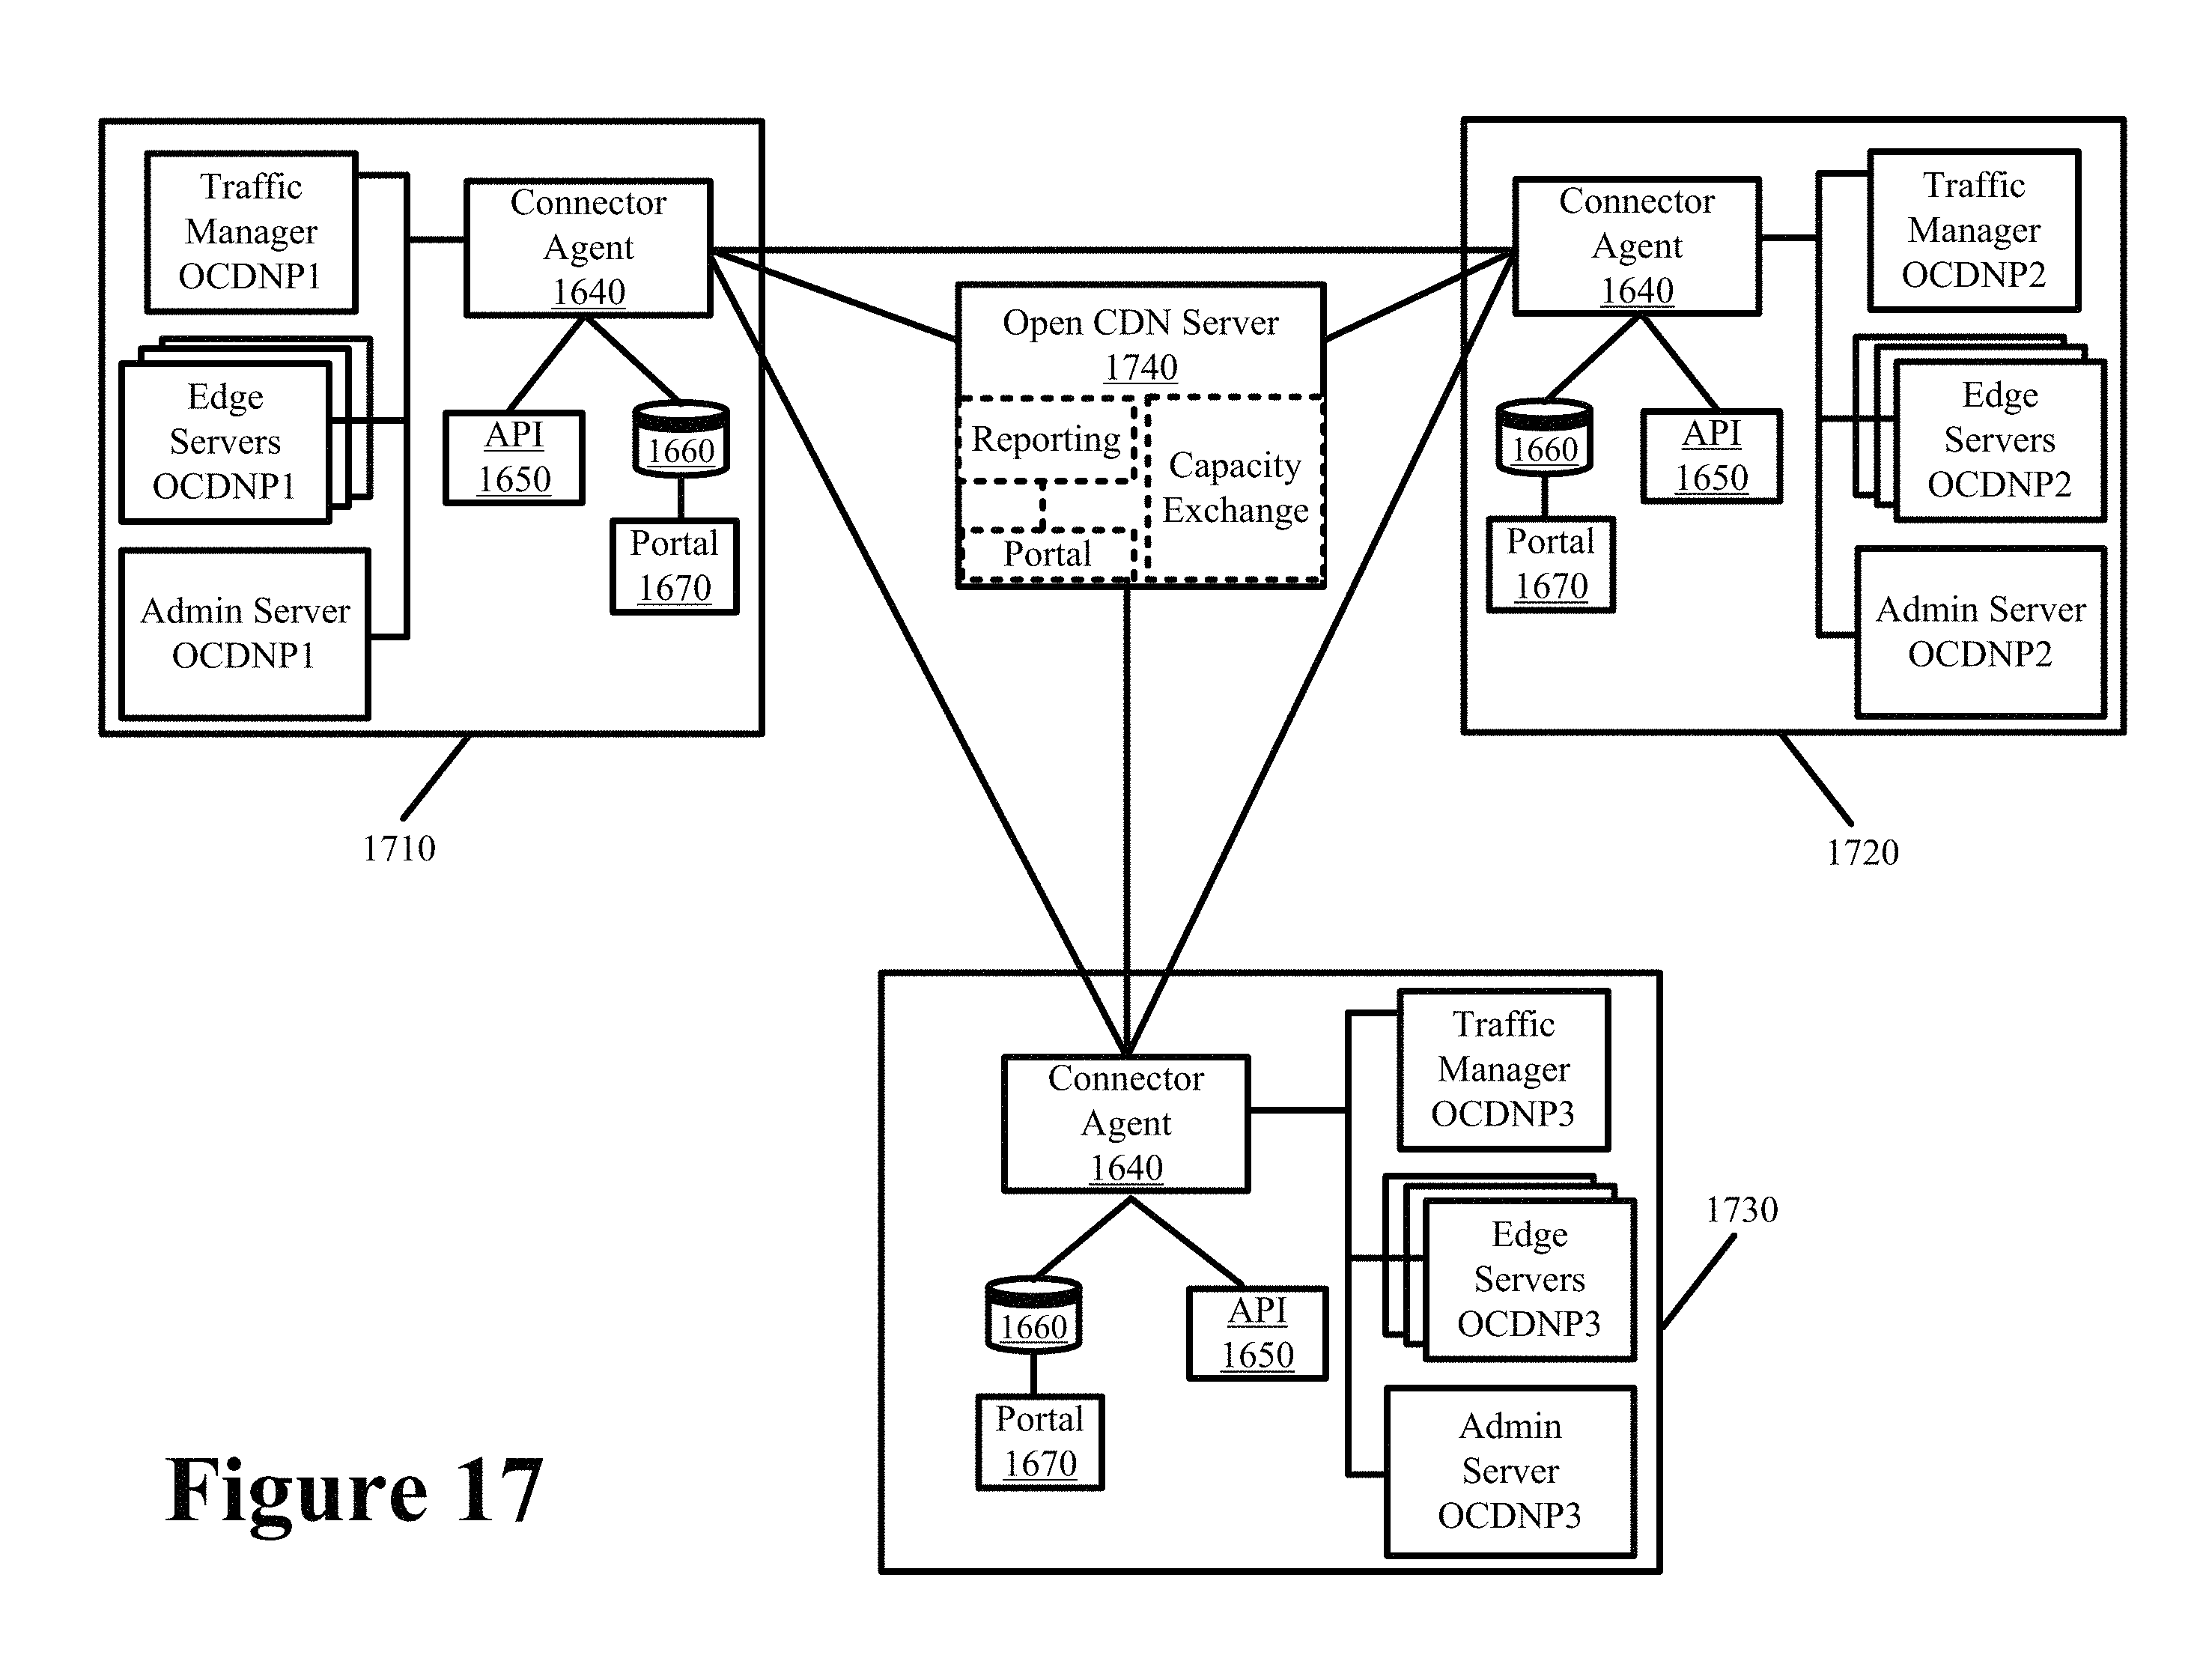 Traffic
Manager
OCDNP1
Connector
Agent
1640
Edge
Servers
OCDNP1
API
1650
1660
Portal
1670
Admin Server
OCDNP1
1710
Open CDN Server
1740
Reporting
Capacity
Exchange
Portal
Connector
Agent
1640
Traffic
Manager
OCDNP2
1660
API
1650
Portal
1670
Edge
Servers
OCDNP2
Admin Server
OCDNP2
1720
Connector
Agent
1640
Traffic
Manager
OCDNP3
1660
API
1650
Portal
1670
Edge
Servers
OCDNP3
Admin
Server
OCDNP3
1730
Figure 17